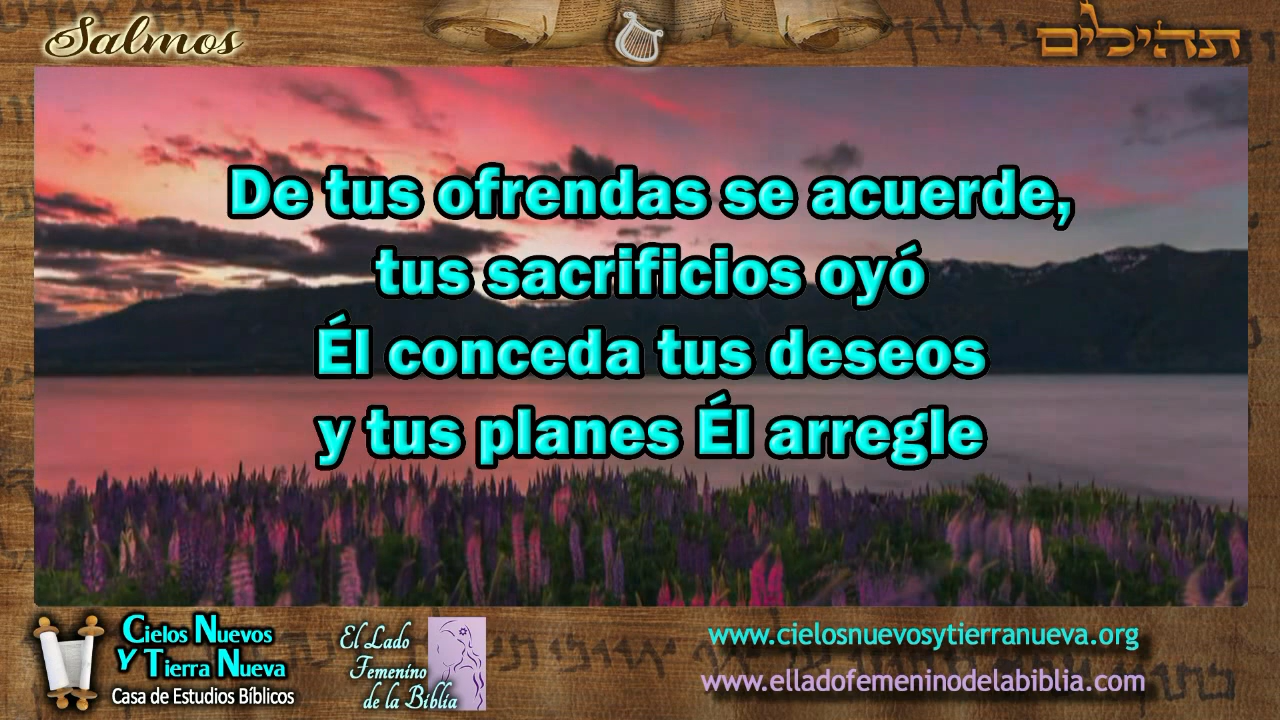 Salmos
תהילים
De tus ofrendas se acuerde,
tus sacrificios oyó
Él conceda tus deseos
y tus planes Él arregle
Cielos Nuevos
Y Tierra Nueva
Casa de Estudios Bíblicos
El Lado
Femenino
de la Biblia
www.cielosnuevosytierranueva.org
www.elladofemeninodelabiblia.com